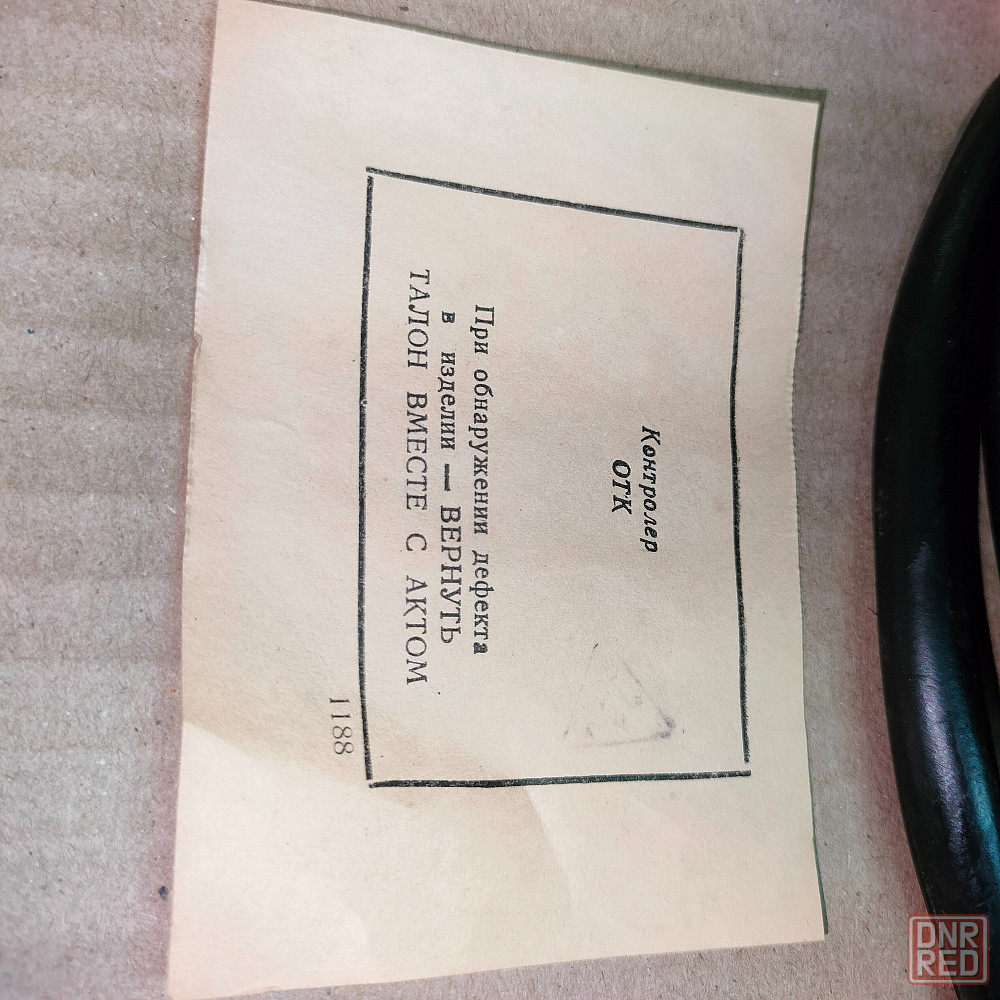 Контролер
ОТК
При обнаружении дефекта
в изделии — ВЕРНУТЬ
ТАЛОН ВМЕСТЕ С АКТОМ
1188
DNR
RED